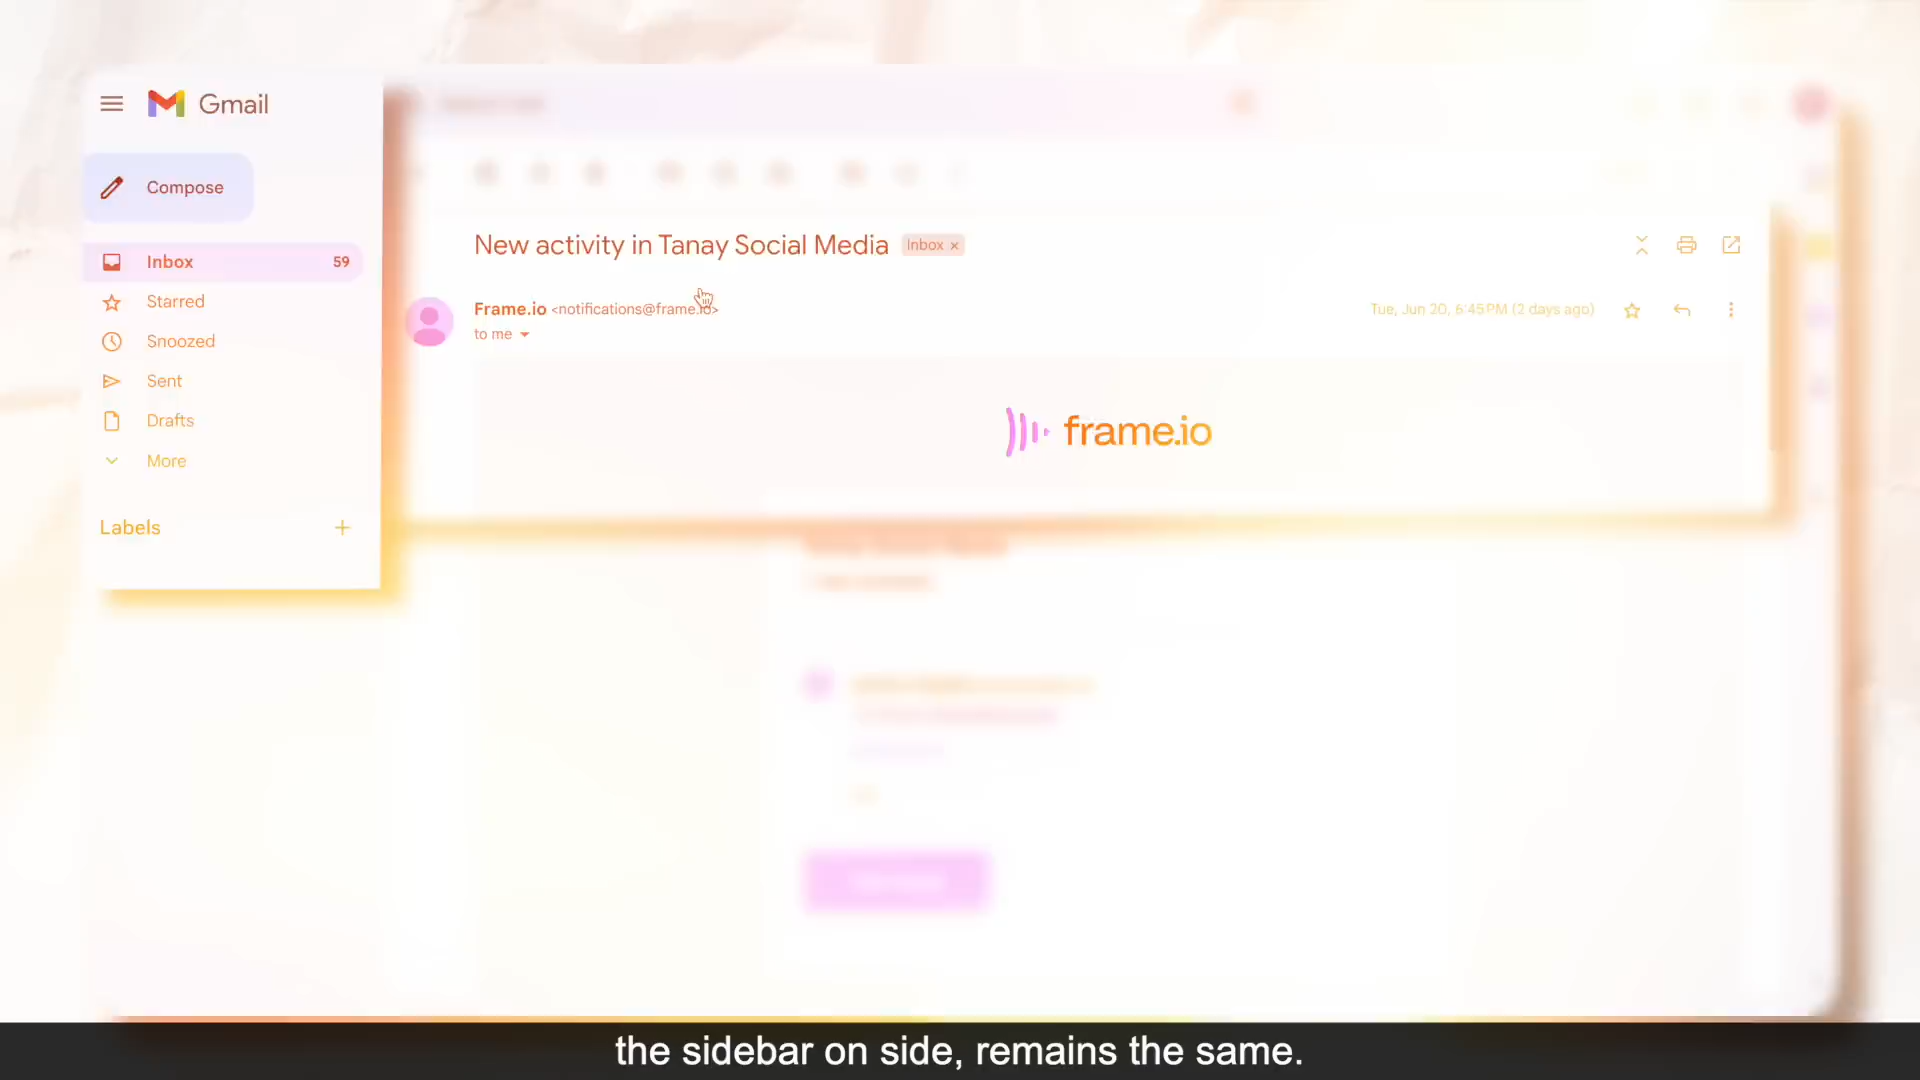 Gmail
Compose
Inbox 59
Starred
Snoozed
Sent
Drafts
More
Labels +
New activity in Tanay Social Media Inbox ×
Frame.io <notifications@frame.io>
Tue, Jun 20, 6:45 PM (2 days ago)
to me
frame.io
the sidebar on side, remains the same.